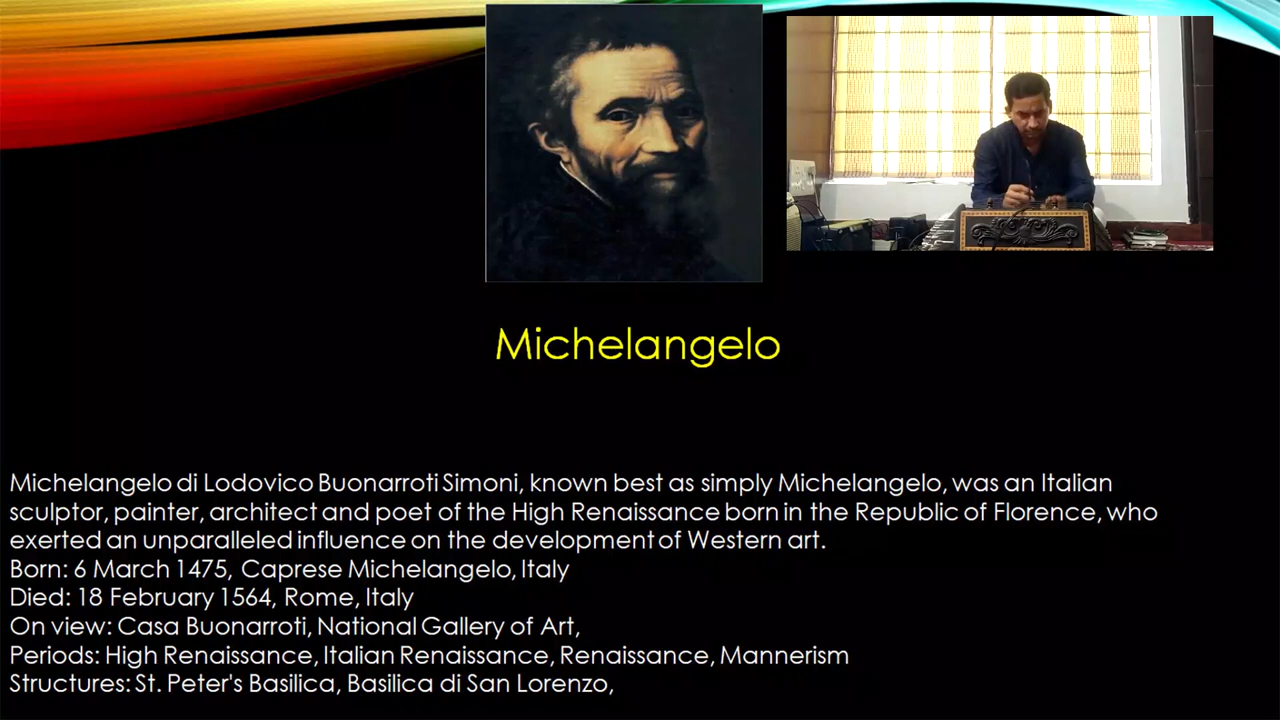 Michelangelo
Michelangelo di Lodovico Buonarroti Simoni, known best as simply Michelangelo, was an Italian
sculptor, painter, architect and poet of the High Renaissance born in the Republic of Florence, who
exerted an unparalleled influence on the development of Western art.
Born: 6 March 1475, Caprese Michelangelo, Italy
Died: 18 February 1564, Rome, Italy
On view: Casa Buonarroti, National Gallery of Art,
Periods: High Renaissance, Italian Renaissance, Renaissance, Mannerism
Structures: St. Peter's Basilica, Basilica di San Lorenzo,